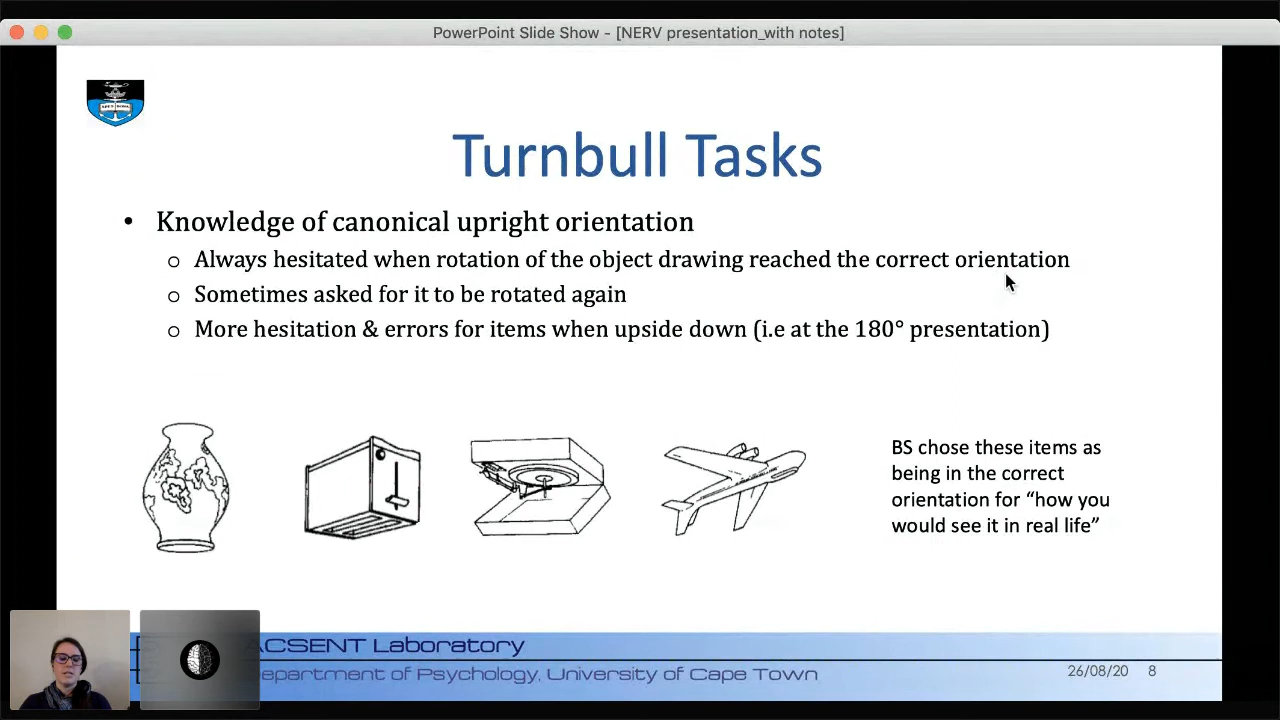 PowerPoint Slide Show - [NERV presentation_with notes]
Turnbull Tasks
• Knowledge of canonical upright orientation
o Always hesitated when rotation of the object drawing reached the correct orientation
o Sometimes asked for it to be rotated again
o More hesitation & errors for items when upside down (i.e at the 180° presentation)
BS chose these items as
being in the correct
orientation for “how you
would see it in real life”
ACSENT Laboratory
epartment of Psychology, University of Cape Town
26/08/20 8